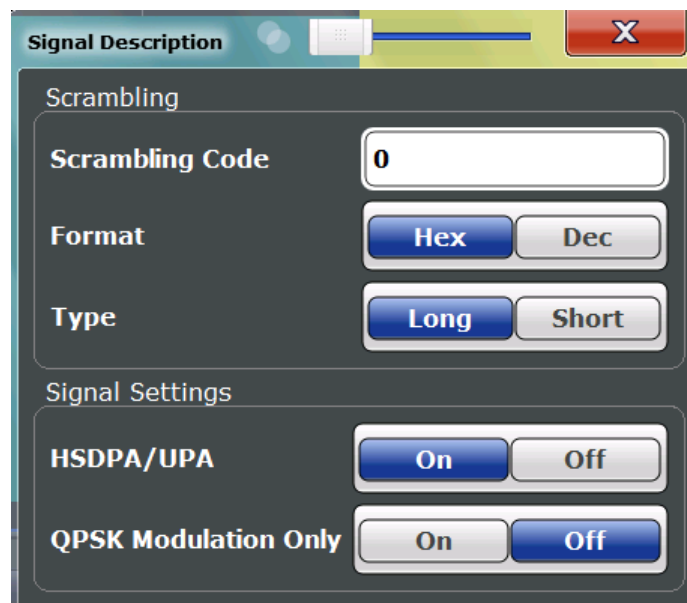 Signal Description X
Scrambling
Scrambling Code 0
Format Hex Dec
Type Long Short
Signal Settings
HSDPA/UPA On Off
QPSK Modulation Only On Off